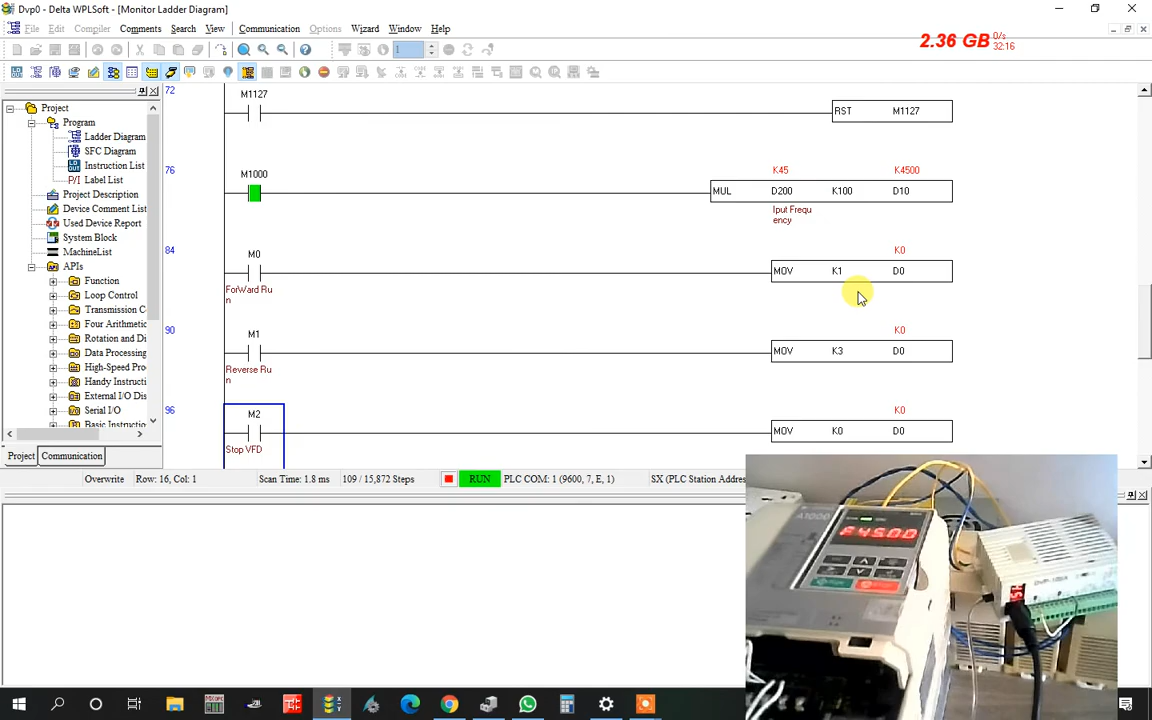 Dvp0 - Delta WPLSoft - [Monitor Ladder Diagram]
File Edit Compiler Comments Search View Communication Options Wizard Window Help
2.36 GB 0/s
32:16
1
Project
Program
Ladder Diagram
SFC Diagram
Instruction List
Label List
Project Description
Device Comment List
Used Device Report
System Block
MachineList
APIs
Function
Loop Control
Transmission C
Four Arithmetic
Rotation and Di
Data Processing
High-Speed Pro
Handy Instructi
External I/O Dis
Serial I/O
Basic Instructio
Project Communication
72
M1127
RST M1127
76
M1000
K45 K4500
MUL D200 K100 D10
Iput Frequ
ency
84
M0
K0
MOV K1 D0
ForWard Ru
n
90
M1
K0
MOV K3 D0
Reverse Ru
n
96
M2
K0
MOV K0 D0
Stop VFD
Overwrite Row: 16, Col: 1 Scan Time: 1.8 ms 109 / 15,872 Steps RUN PLC COM: 1 (9600, 7, E, 1) SX (PLC Station Address
A1000
F45.00